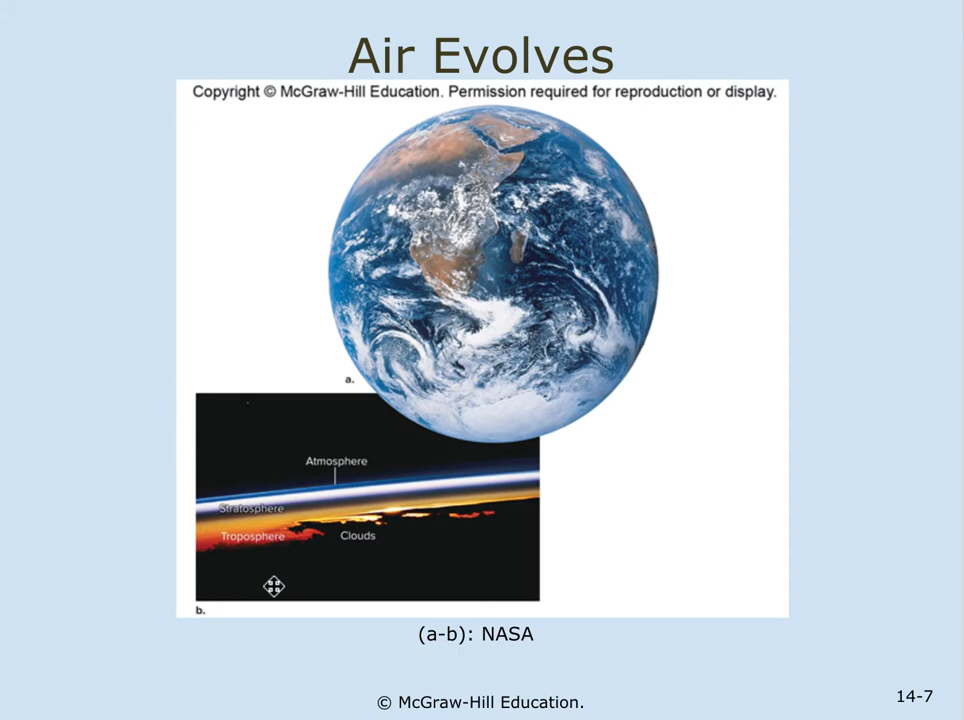 Air Evolves
Copyright © McGraw-Hill Education. Permission required for reproduction or display.
a.
Atmosphere
Stratosphere
Troposphere
Clouds
b.
(a-b): NASA
© McGraw-Hill Education.
14-7